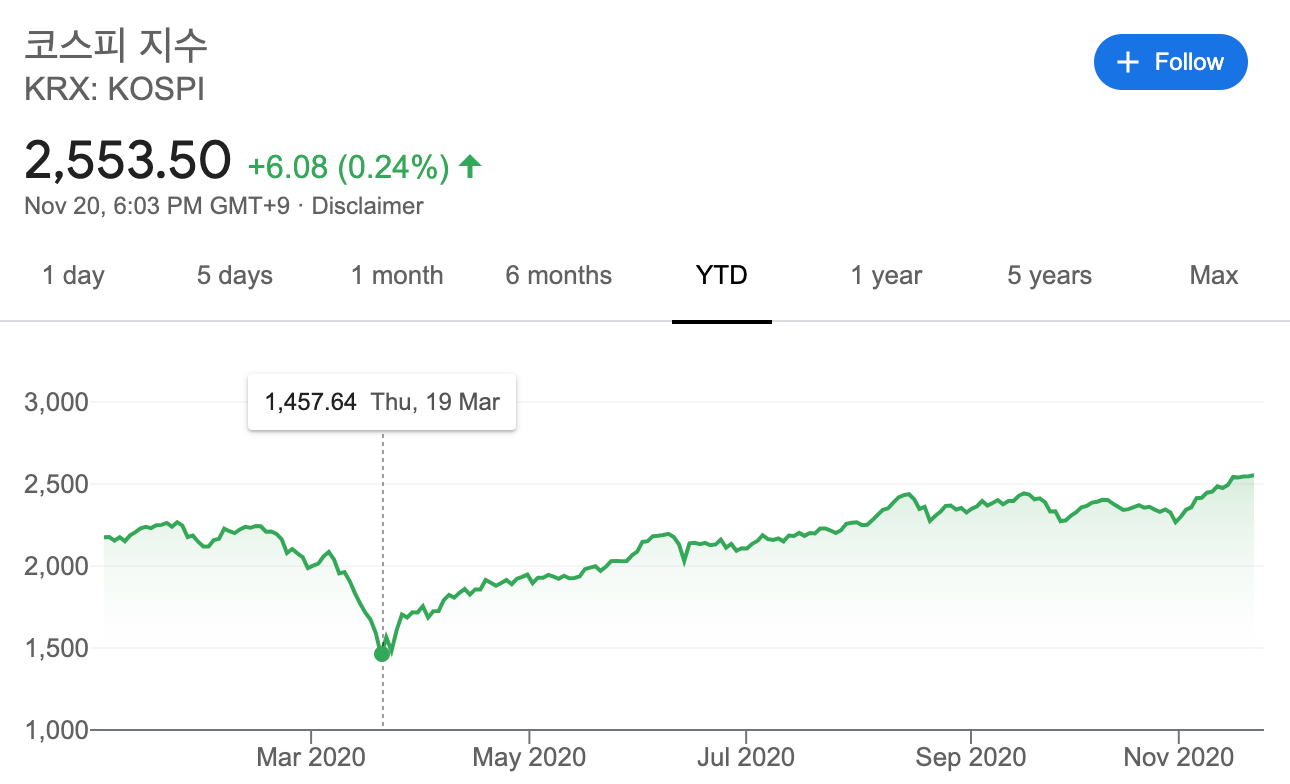 코스피 지수
KRX: KOSPI
+ Follow
2,553.50 +6.08 (0.24%) ↑
Nov 20, 6:03 PM GMT+9 · Disclaimer
1 day 5 days 1 month 6 months YTD 1 year 5 years Max
1,457.64 Thu, 19 Mar
3,000
2,500
2,000
1,500
1,000
Mar 2020 May 2020 Jul 2020 Sep 2020 Nov 2020